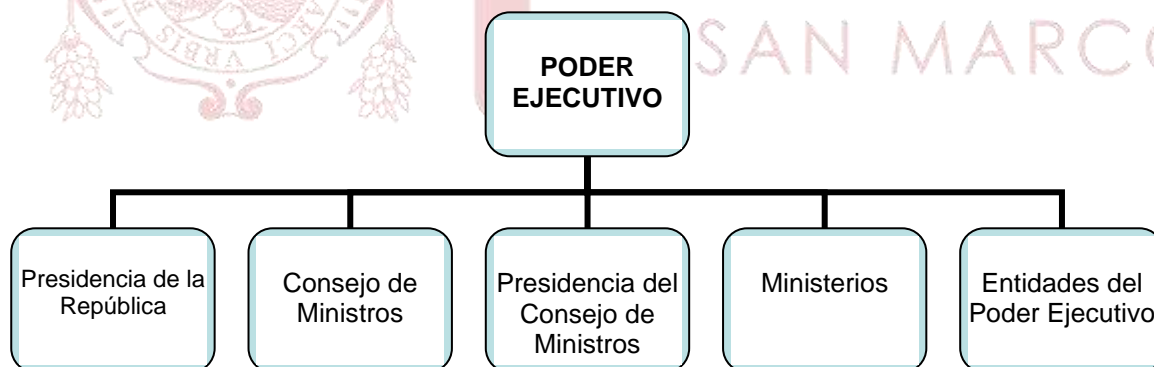 SAN MARCO
PODER
EJECUTIVO
Presidencia de la
República
Consejo de
Ministros
Presidencia del
Consejo de
Ministros
Ministerios
Entidades del
Poder Ejecutivo